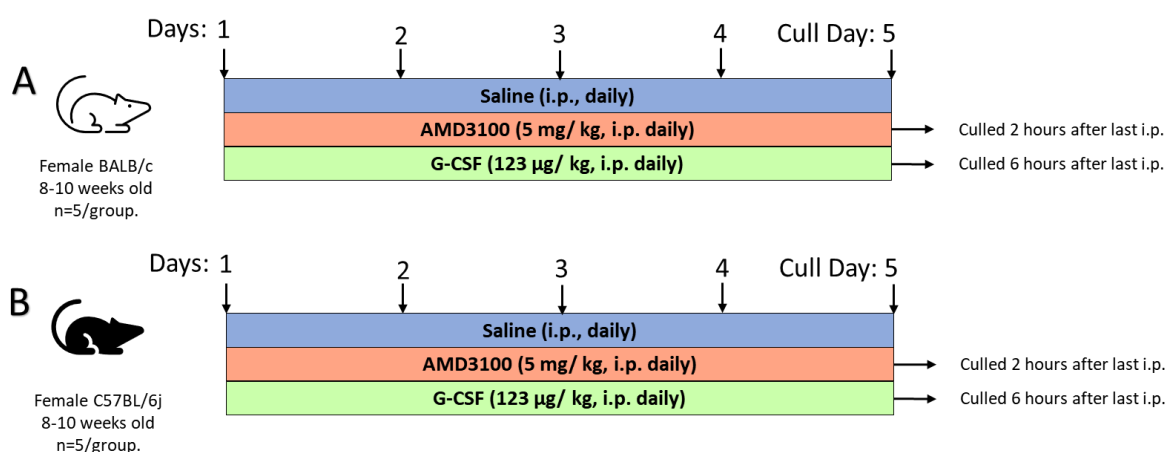 Days: 1 2 3 4 Cull Day: 5
A
Saline (i.p., daily)
AMD3100 (5 mg/ kg, i.p. daily) Culled 2 hours after last i.p.
G-CSF (123 µg/ kg, i.p. daily) Culled 6 hours after last i.p.
Female BALB/c
8-10 weeks old
n=5/group.
Days: 1 2 3 4 Cull Day: 5
B
Saline (i.p., daily)
AMD3100 (5 mg/ kg, i.p. daily) Culled 2 hours after last i.p.
G-CSF (123 µg/ kg, i.p. daily) Culled 6 hours after last i.p.
Female C57BL/6j
8-10 weeks old
n=5/group.